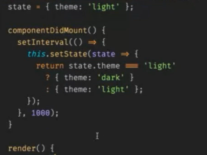 state = { theme: 'light' };
componentDidMount() {
setInterval(() => {
this.setState(state => {
return state.theme === 'light'
? { theme: 'dark' }
: { theme: 'light' };
});
}, 1000);
}
render() {